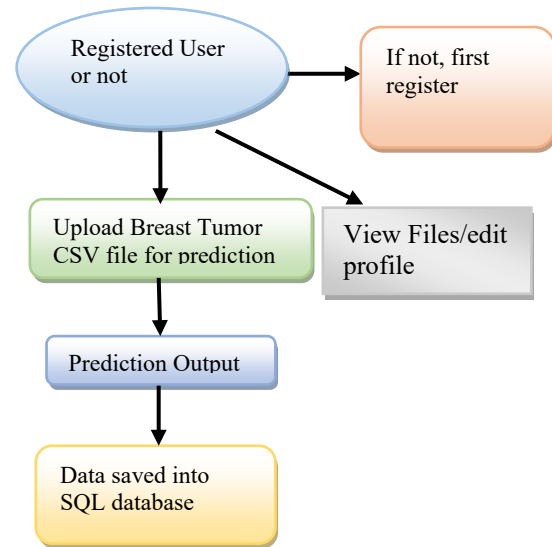 Registered User
or not
If not, first
register
Upload Breast Tumor
CSV file for prediction
View Files/edit
profile
Prediction Output
Data saved into
SQL database